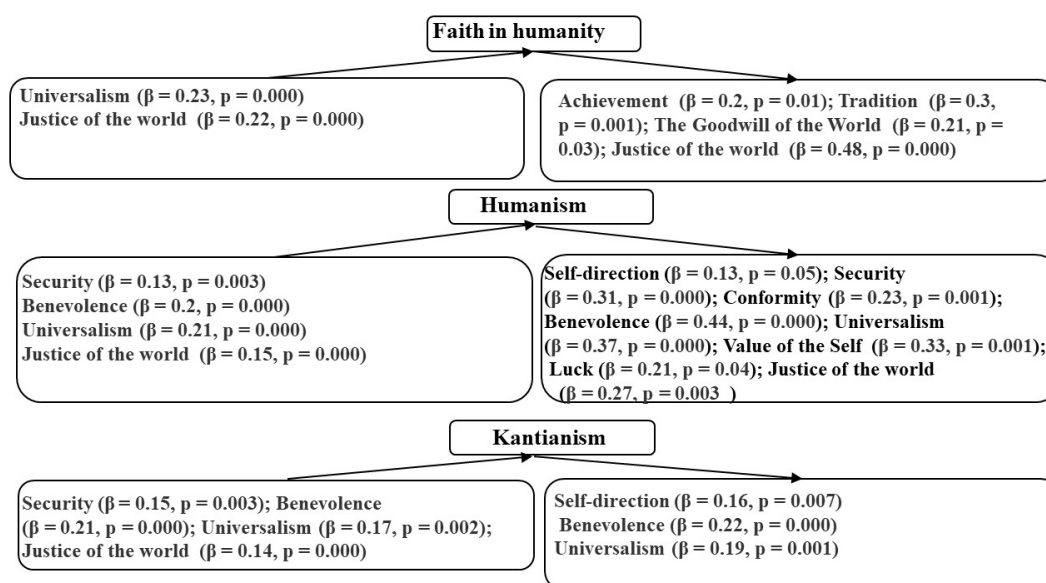 Faith in humanity
Universalism (β = 0.23, p = 0.000)
Justice of the world (β = 0.22, p = 0.000)
Achievement (β = 0.2, p = 0.01); Tradition (β = 0.3,
p = 0.001); The Goodwill of the World (β = 0.21, p =
0.03); Justice of the world (β = 0.48, p = 0.000)
Humanism
Security (β = 0.13, p = 0.003)
Benevolence (β = 0.2, p = 0.000)
Universalism (β = 0.21, p = 0.000)
Justice of the world (β = 0.15, p = 0.000)
Self-direction (β = 0.13, p = 0.05); Security
(β = 0.31, p = 0.000); Conformity (β = 0.23, p = 0.001);
Benevolence (β = 0.44, p = 0.000); Universalism
(β = 0.37, p = 0.000); Value of the Self (β = 0.33, p = 0.001);
Luck (β = 0.21, p = 0.04); Justice of the world
(β = 0.27, p = 0.003 )
Kantianism
Security (β = 0.15, p = 0.003); Benevolence
(β = 0.21, p = 0.000); Universalism (β = 0.17, p = 0.002);
Justice of the world (β = 0.14, p = 0.000)
Self-direction (β = 0.16, p = 0.007)
Benevolence (β = 0.22, p = 0.000)
Universalism (β = 0.19, p = 0.001)